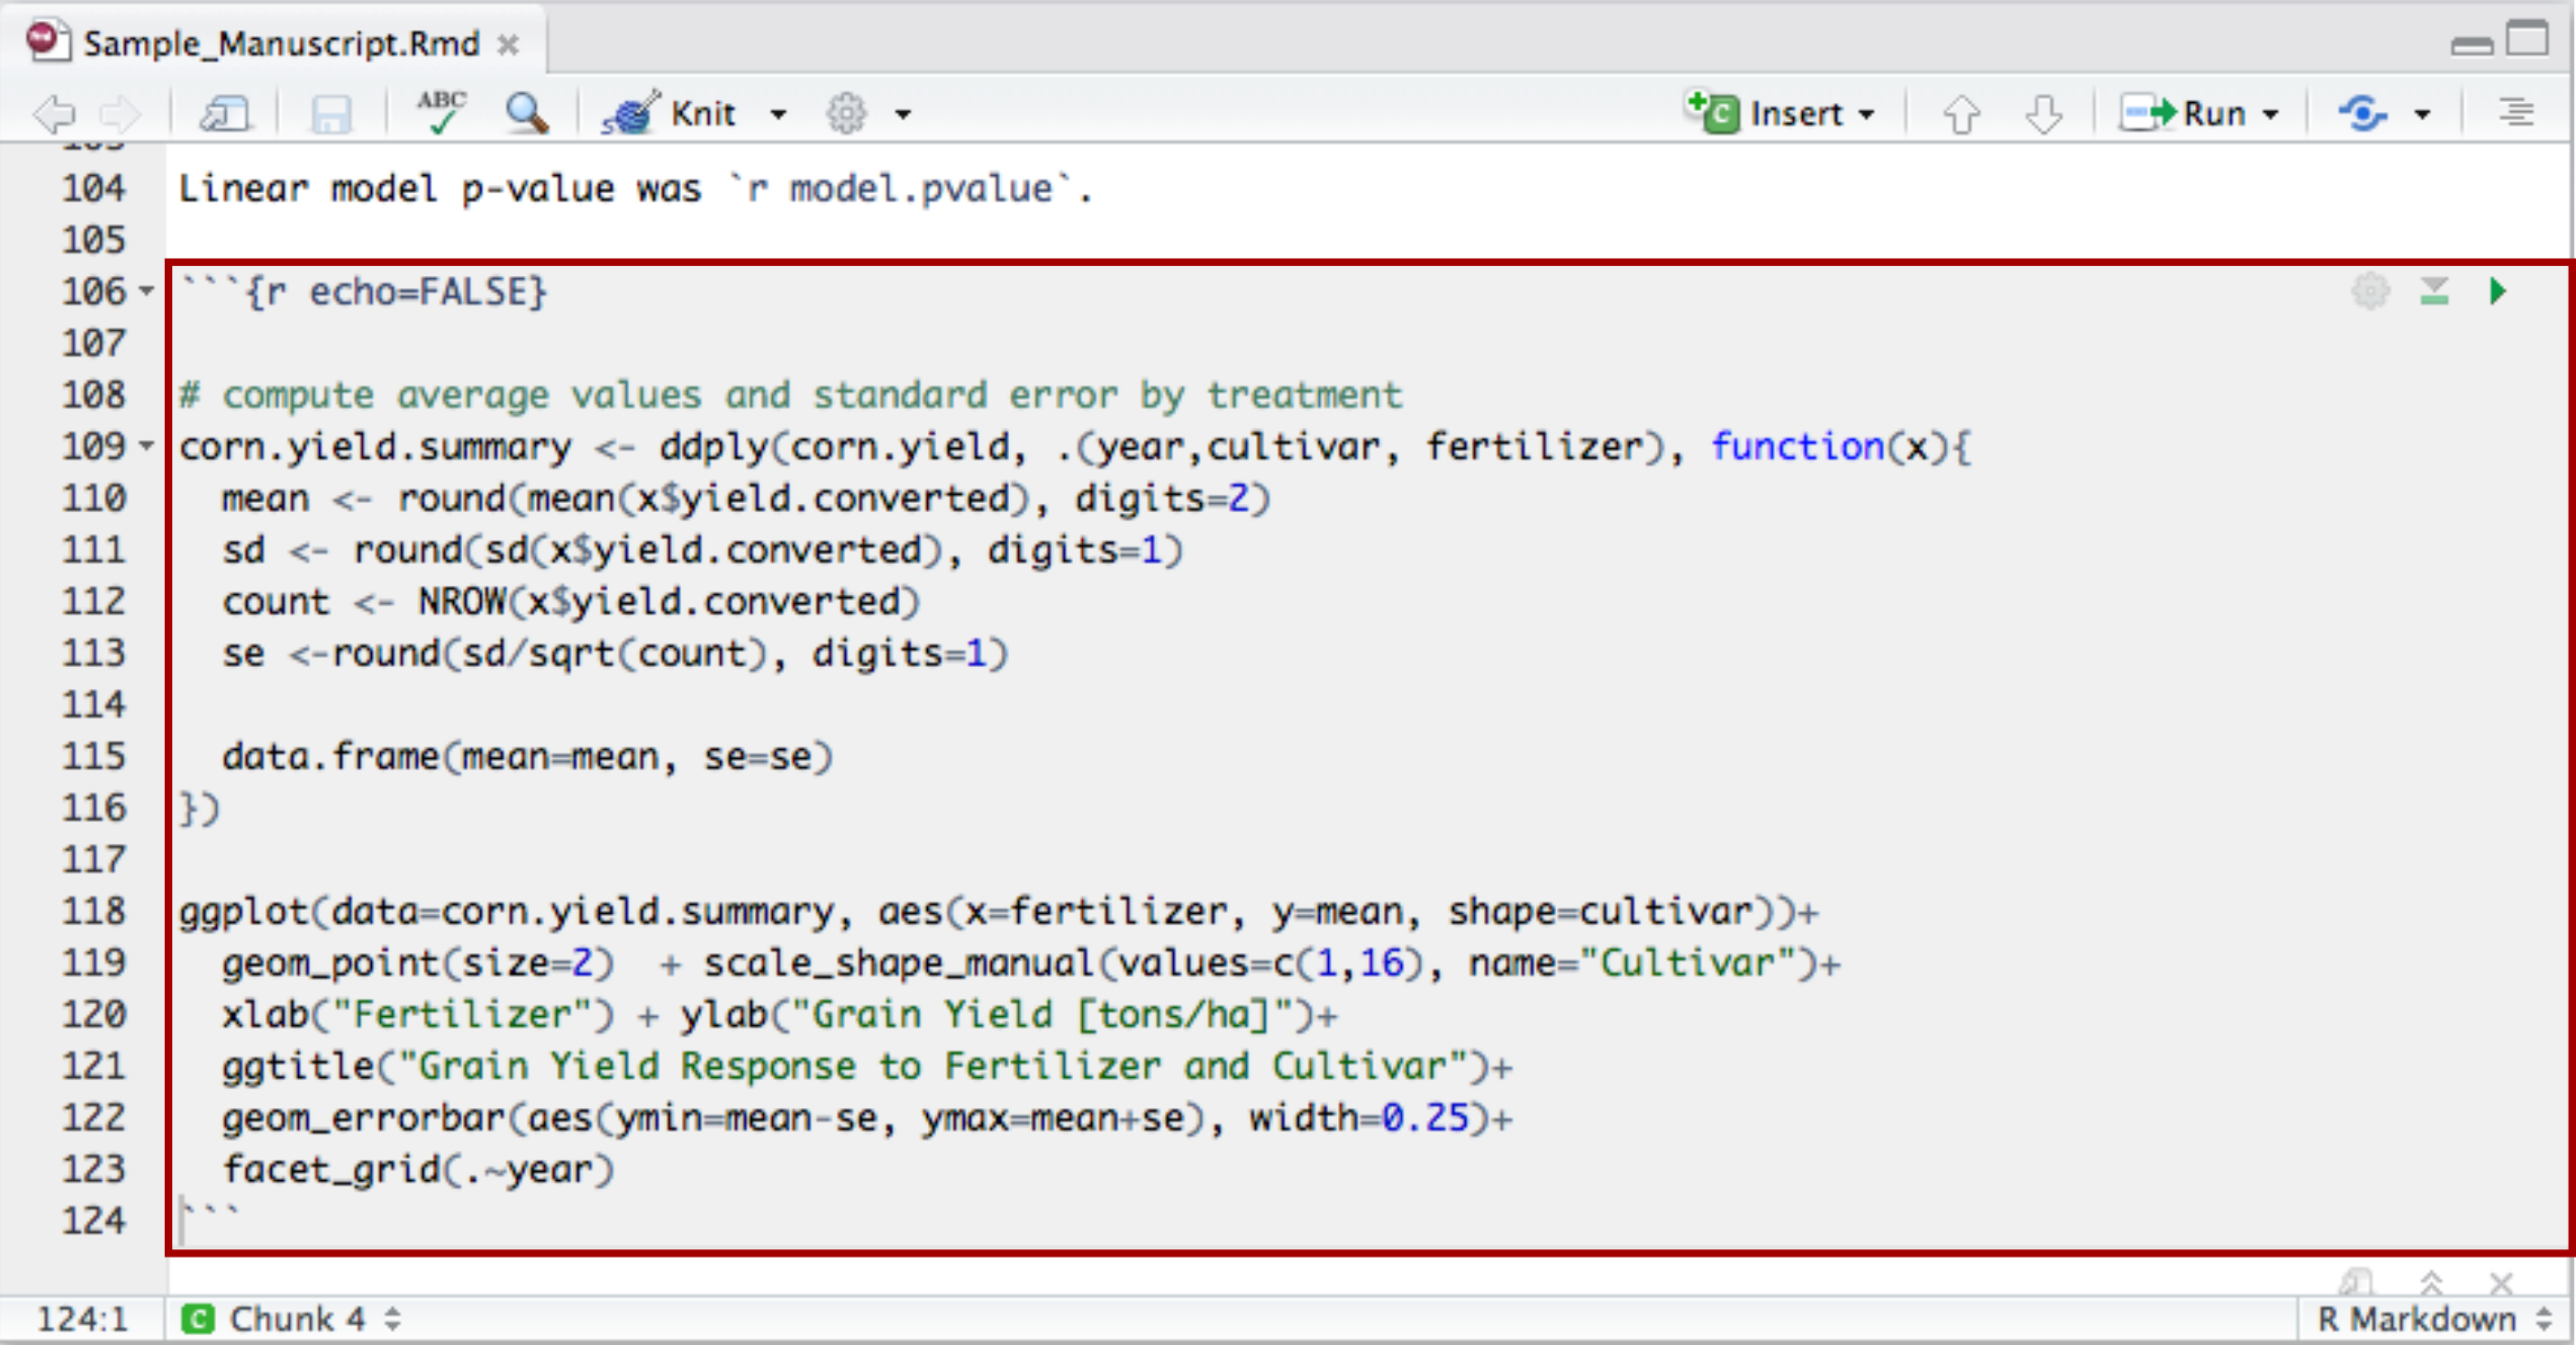 Sample_Manuscript.Rmd
ABC Knit Insert Run
104 Linear model p-value was `r model.pvalue`.
105
106 ```{r echo=FALSE}
107
108 # compute average values and standard error by treatment
109 corn.yield.summary <- ddply(corn.yield, .(year,cultivar, fertilizer), function(x){
110   mean <- round(mean(x$yield.converted), digits=2)
111   sd <- round(sd(x$yield.converted), digits=1)
112   count <- NROW(x$yield.converted)
113   se <-round(sd/sqrt(count), digits=1)
114
115   data.frame(mean=mean, se=se)
116 })
117
118 ggplot(data=corn.yield.summary, aes(x=fertilizer, y=mean, shape=cultivar))+
119   geom_point(size=2)  + scale_shape_manual(values=c(1,16), name="Cultivar")+
120   xlab("Fertilizer") + ylab("Grain Yield [tons/ha]")+
121   ggtitle("Grain Yield Response to Fertilizer and Cultivar")+
122   geom_errorbar(aes(ymin=mean-se, ymax=mean+se), width=0.25)+
123   facet_grid(.~year)
124 ```
124:1 C Chunk 4 R Markdown